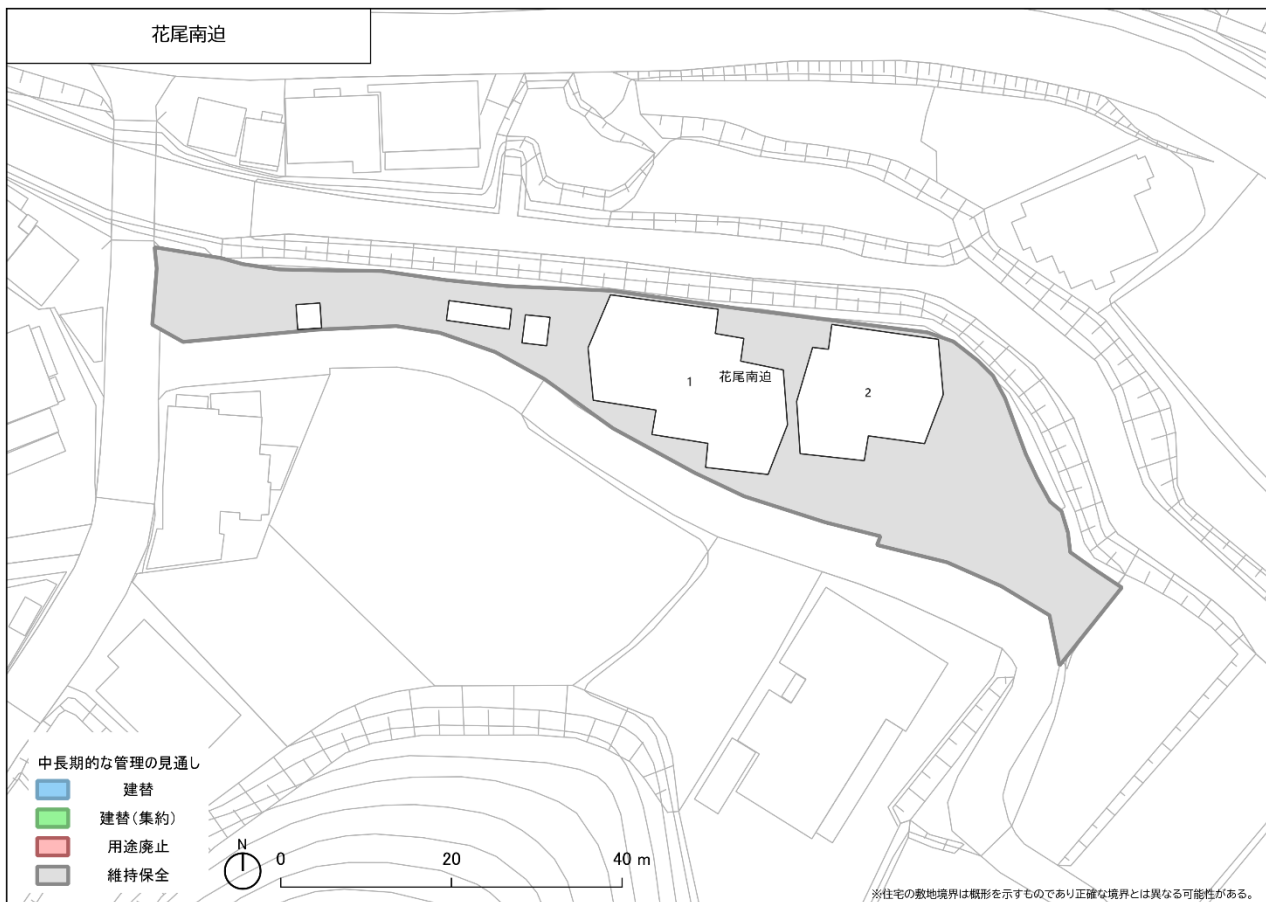 花尾南迫
1
花尾南迫
2
中長期的な管理の見通し
建替
建替(集約)
用途廃止
維持保全
N
0 20 40 m
※住宅の敷地境界は概形を示すものであり正確な境界とは異なる可能性がある。